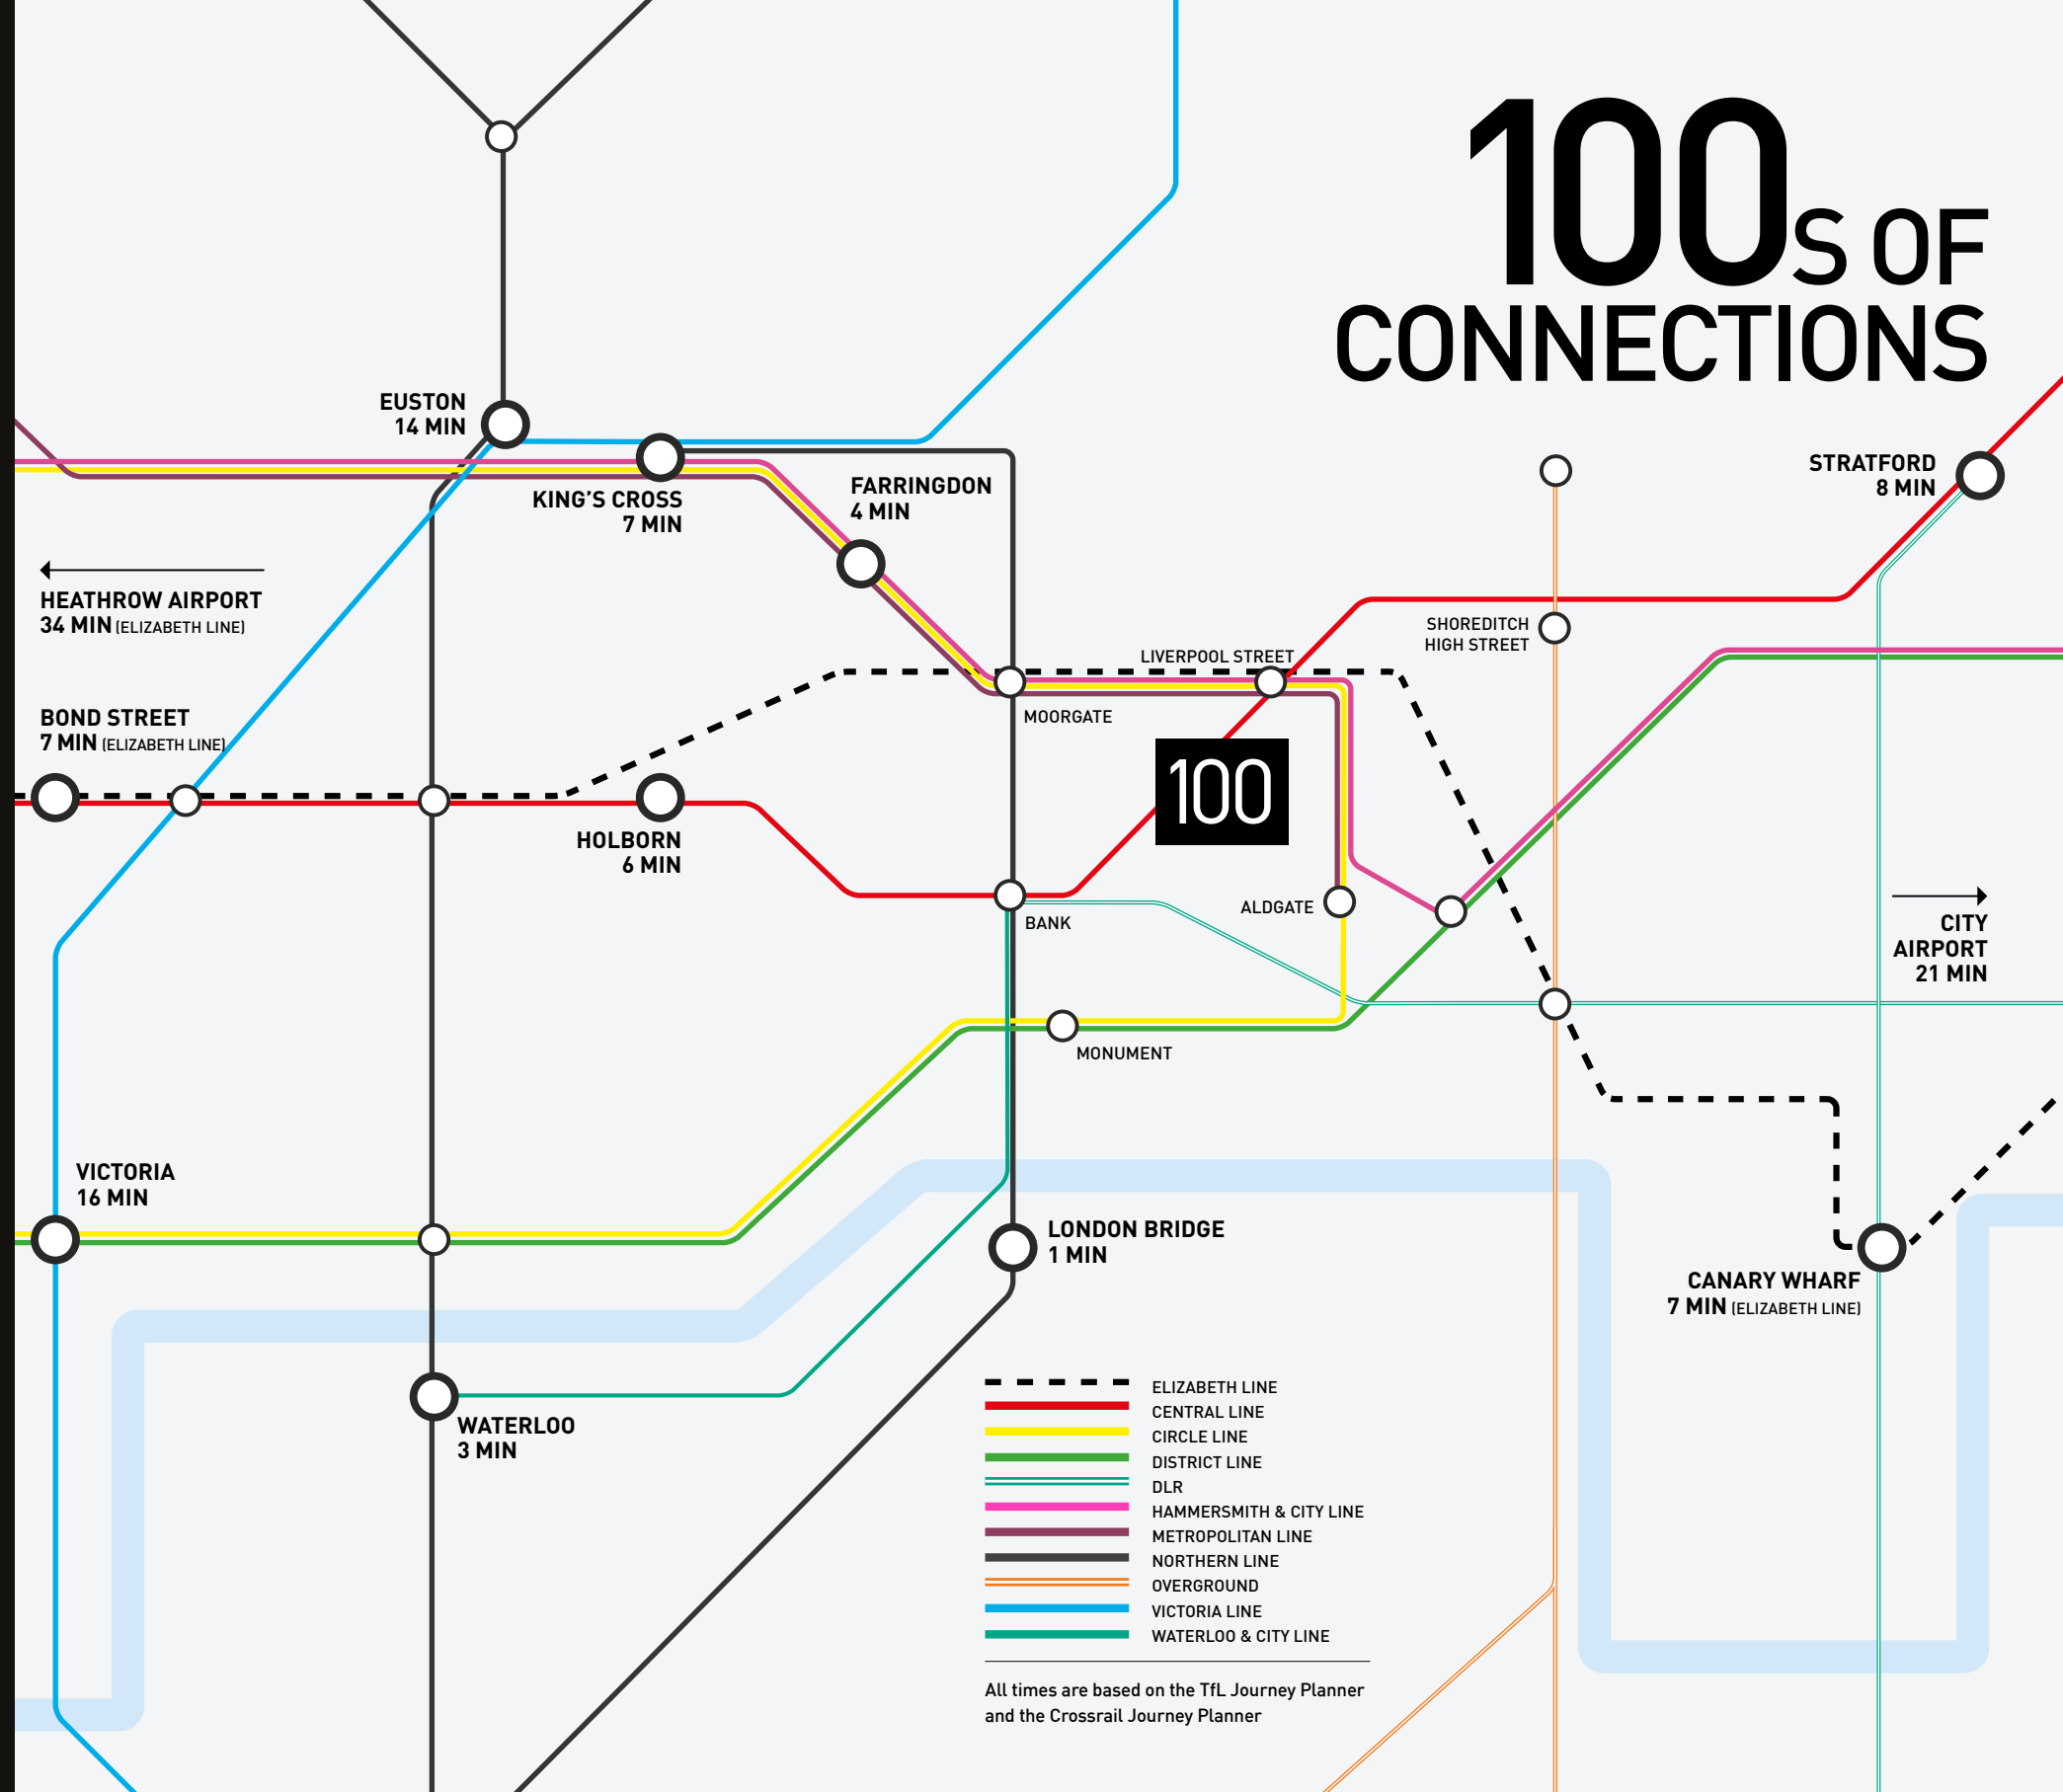 100S OF
CONNECTIONS
EUSTON
14 MIN
KING’S CROSS
7 MIN
FARRINGDON
4 MIN
STRATFORD
8 MIN
HEATHROW AIRPORT
34 MIN (ELIZABETH LINE)
SHOREDITCH
HIGH STREET
LIVERPOOL STREET
BOND STREET
7 MIN (ELIZABETH LINE)
MOORGATE
100
HOLBORN
6 MIN
ALDGATE
BANK
CITY
AIRPORT
21 MIN
MONUMENT
VICTORIA
16 MIN
LONDON BRIDGE
1 MIN
CANARY WHARF
7 MIN (ELIZABETH LINE)
WATERLOO
3 MIN
ELIZABETH LINE
CENTRAL LINE
CIRCLE LINE
DISTRICT LINE
DLR
HAMMERSMITH & CITY LINE
METROPOLITAN LINE
NORTHERN LINE
OVERGROUND
VICTORIA LINE
WATERLOO & CITY LINE
All times are based on the TfL Journey Planner
and the Crossrail Journey Planner